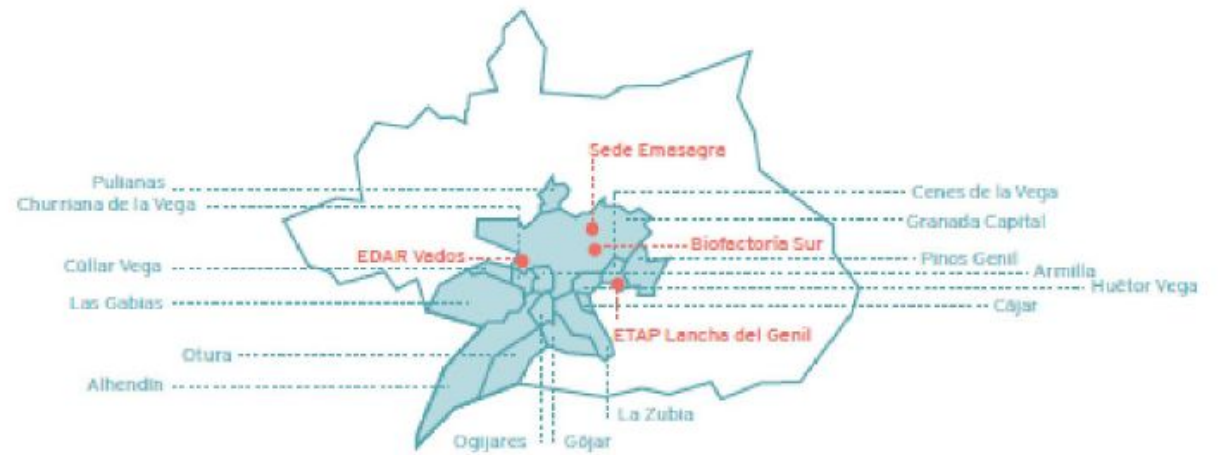 Sede Emasagra
Pulianas
Cenes de la Vega
Churriana de la Vega
Granada Capital
Biofactoría Sur
EDAR Vados
Pinos Genil
Cúllar Vega
Armilla
Huétor Vega
Las Gabias
Cájar
ETAP Lancha del Genil
Otura
Alhendín
La Zubia
Ogíjares
Gójar